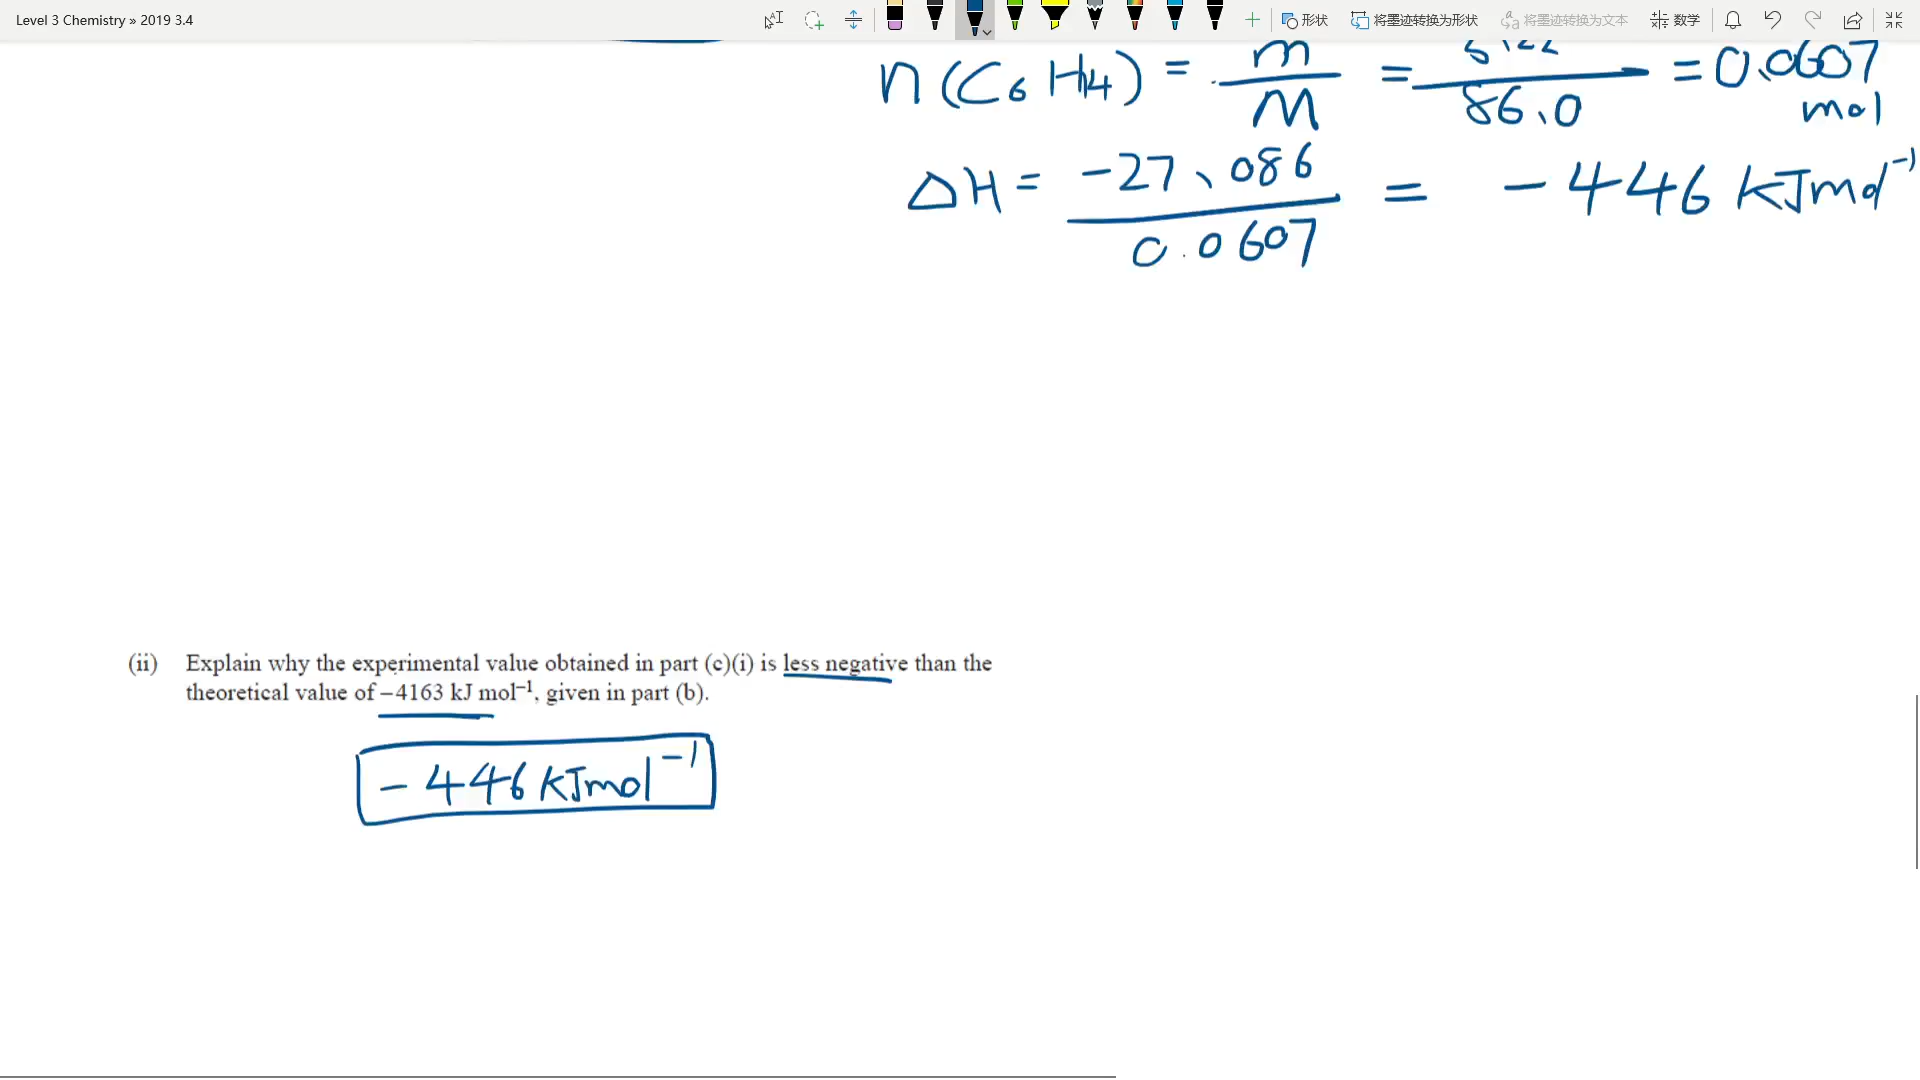 Level 3 Chemistry » 2019 3.4 形状 将墨迹转换为形状 将墨迹转换为文本 数学
n(C6H4) = m/M = /86.0 = 0.0607 mol
ΔH = -27.086/0.0607 = -446 kJmol⁻¹
(ii) Explain why the experimental value obtained in part (c)(i) is less negative than the
theoretical value of –4163 kJ mol⁻¹, given in part (b).
-446 kJmol⁻¹